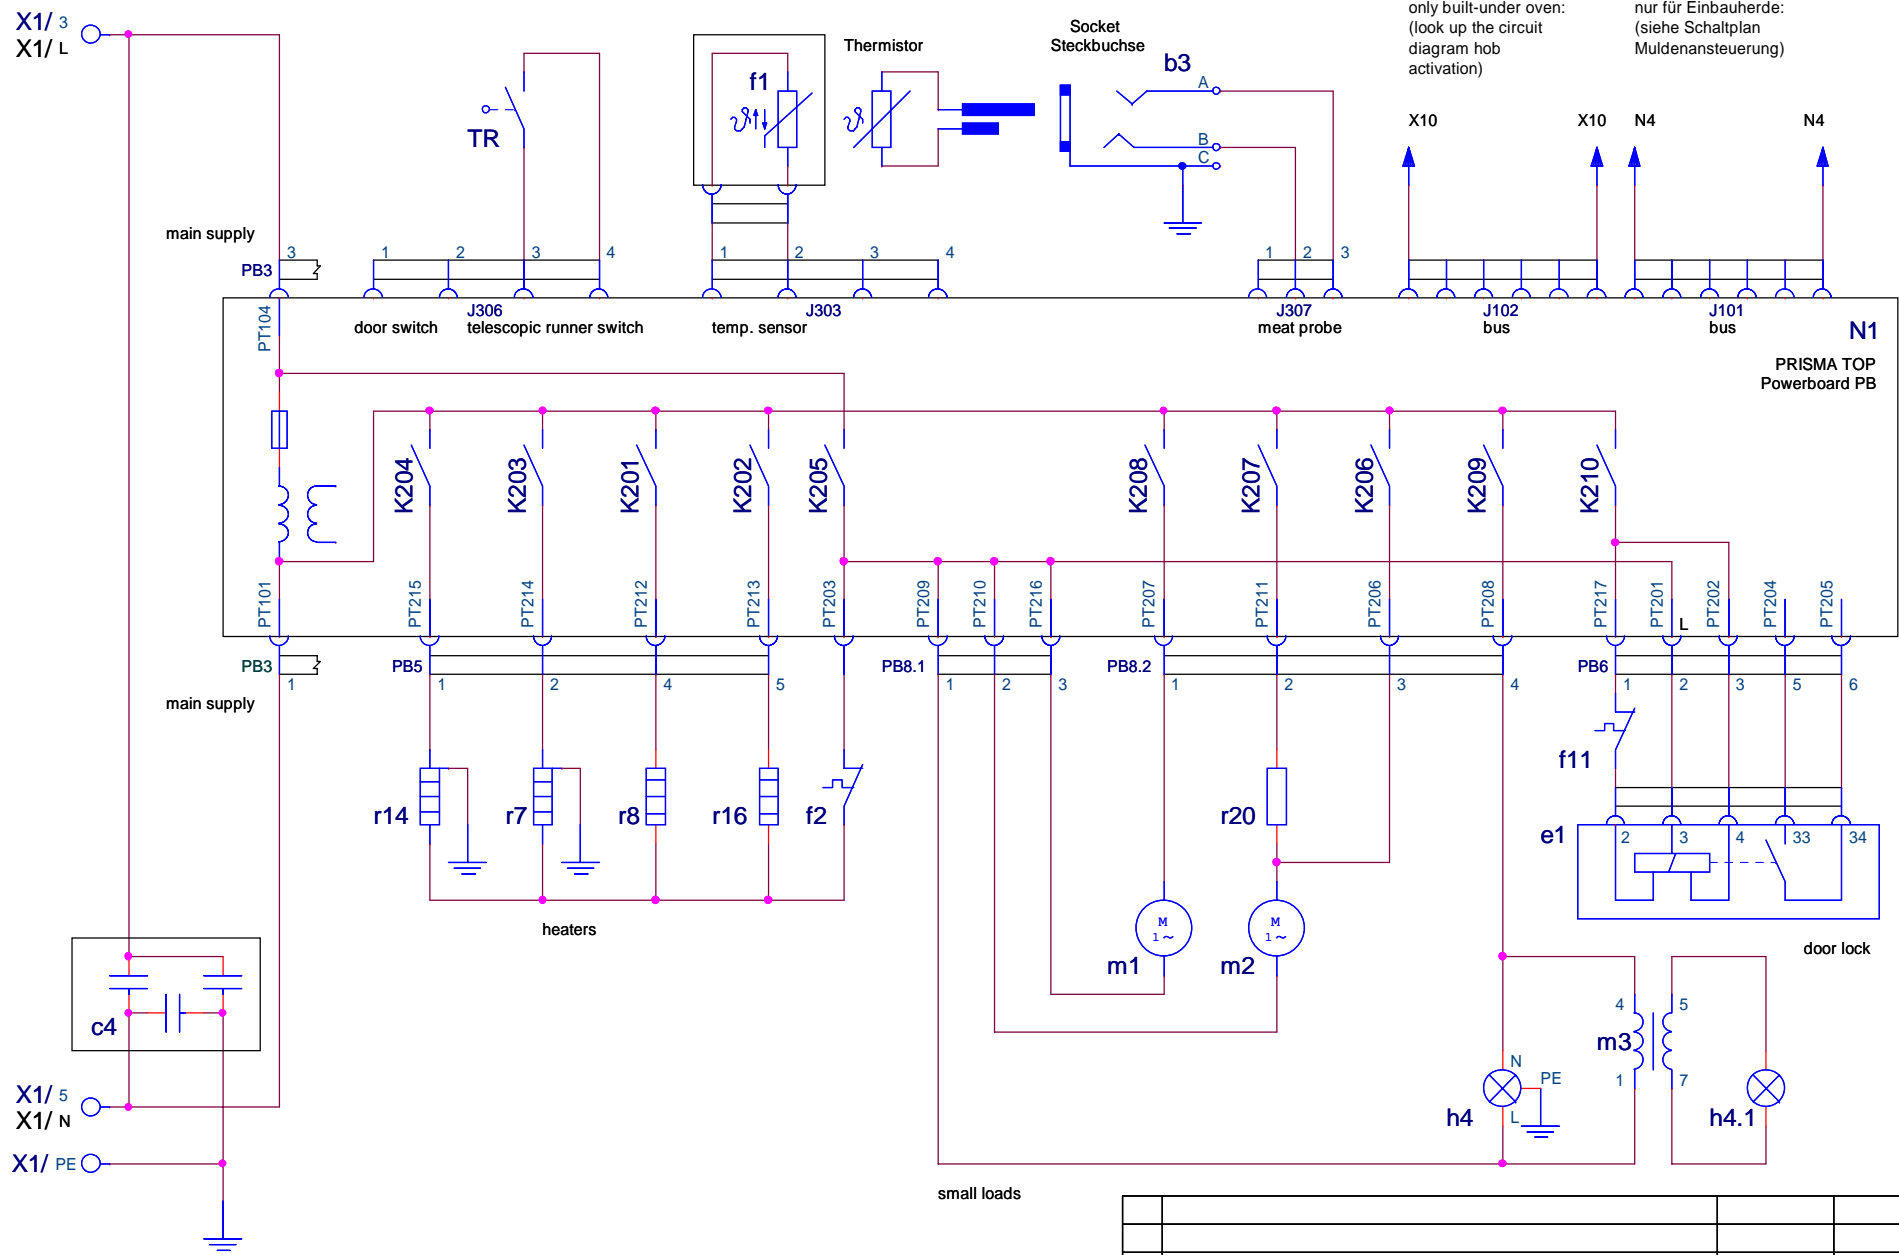 X1/ 3
X1/ L
only built-under oven:
(look up the circuit
diagram hob
activation)
nur für Einbauherde:
(siehe Schaltplan
Muldenansteuerung)
Socket
Steckbuchse
Thermistor
f1
b3
A
B
C
TR
X10
X10
N4
N4
main supply
PB3
3
1
2
3
4
1
2
3
4
1
2
3
J306
J303
J307
J102
J101
door switch
telescopic runner switch
temp. sensor
meat probe
bus
bus
N1
PRISMA TOP
Powerboard PB
PT104
K204
K203
K201
K202
K205
K208
K207
K206
K209
K210
PT101
PT215
PT214
PT212
PT213
PT203
PT209
PT210
PT216
PT207
PT211
PT206
PT208
PT217
PT201
L
PT202
PT204
PT205
PB3
1
PB5
1
2
4
5
PB8.1
1
2
3
PB8.2
1
2
3
4
PB6
1
2
3
5
6
main supply
r14
r7
r8
r16
f2
r20
f11
e1
2
3
4
33
34
heaters
M
1~
m1
M
1~
m2
door lock
c4
4
5
m3
1
7
N
PE
L
h4
h4.1
X1/ 5
X1/ N
X1/ PE
small loads